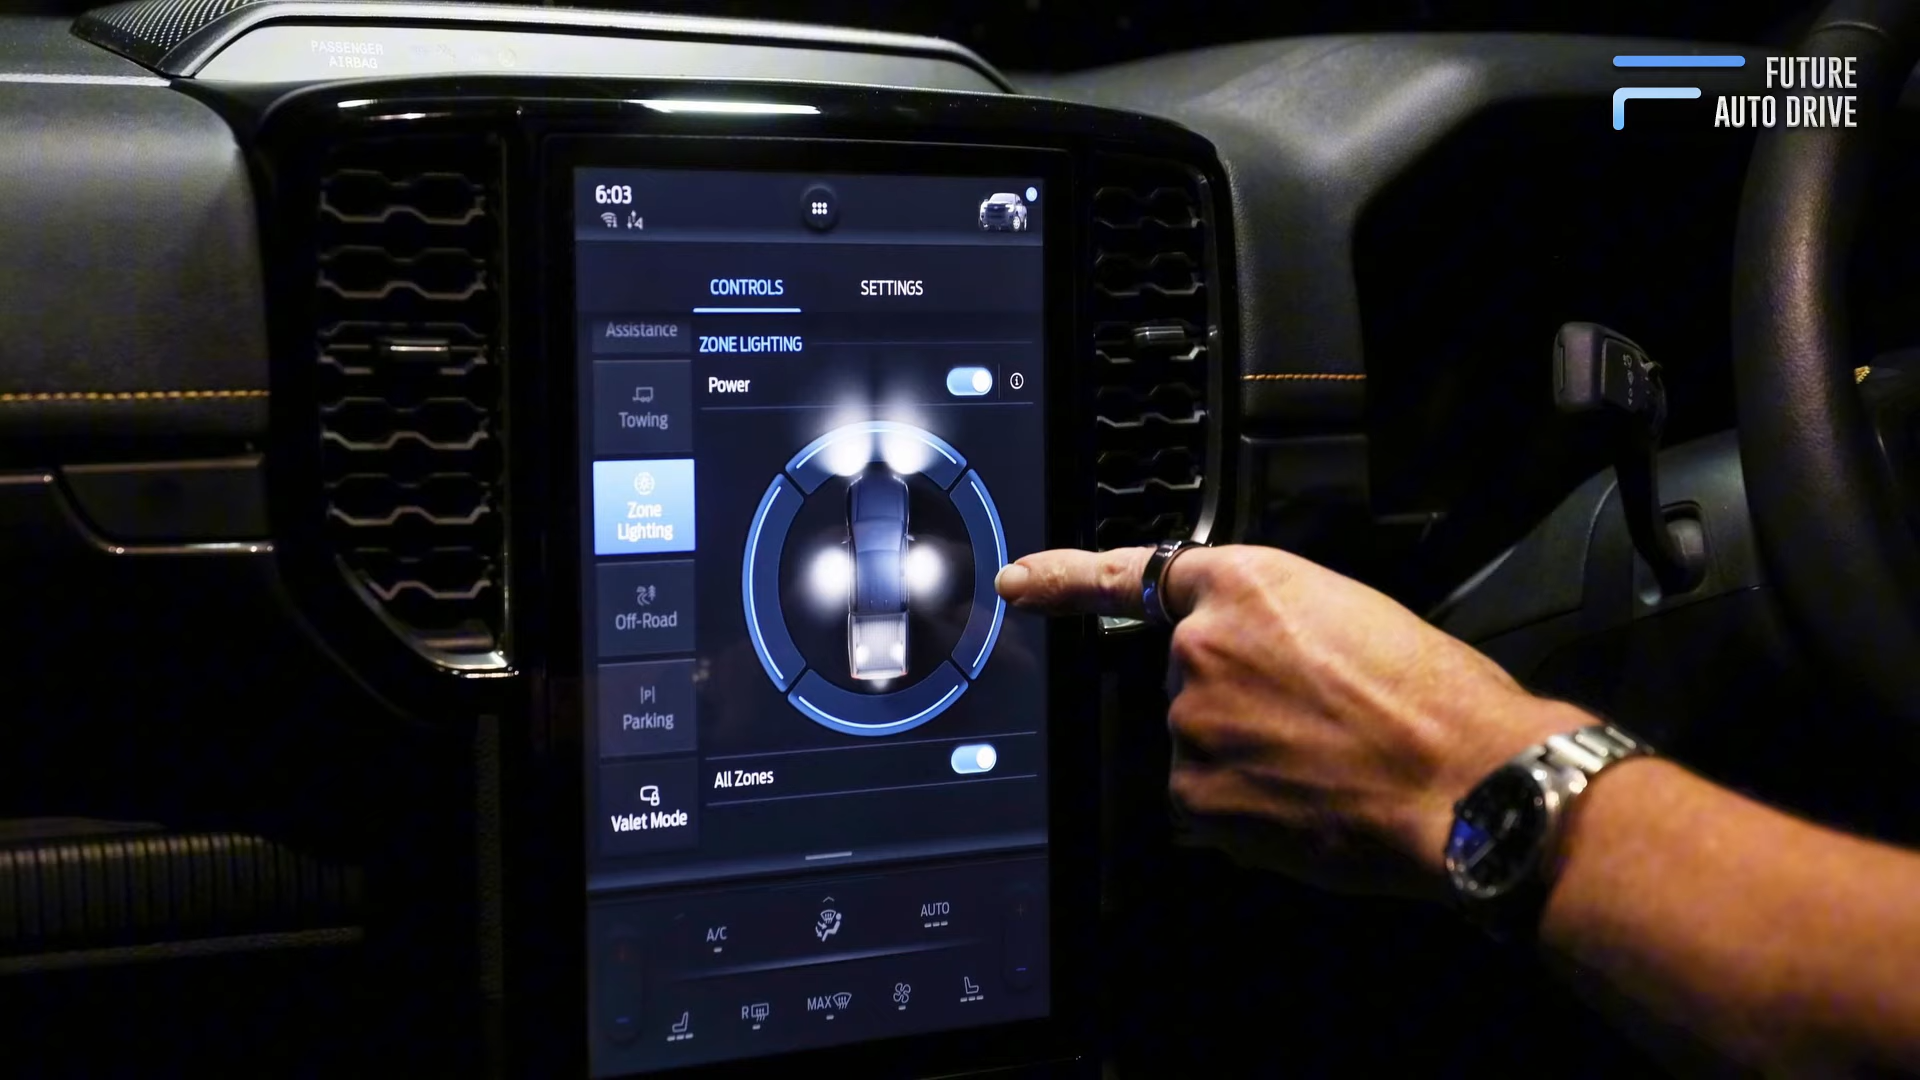 PASSENGER
AIRBAG
FUTURE
AUTO DRIVE
6:03
CONTROLS
SETTINGS
Assistance
ZONE LIGHTING
Power
Towing
Zone
Lighting
Off-Road
P
Parking
All Zones
Valet Mode
A/C
AUTO
R
MAX